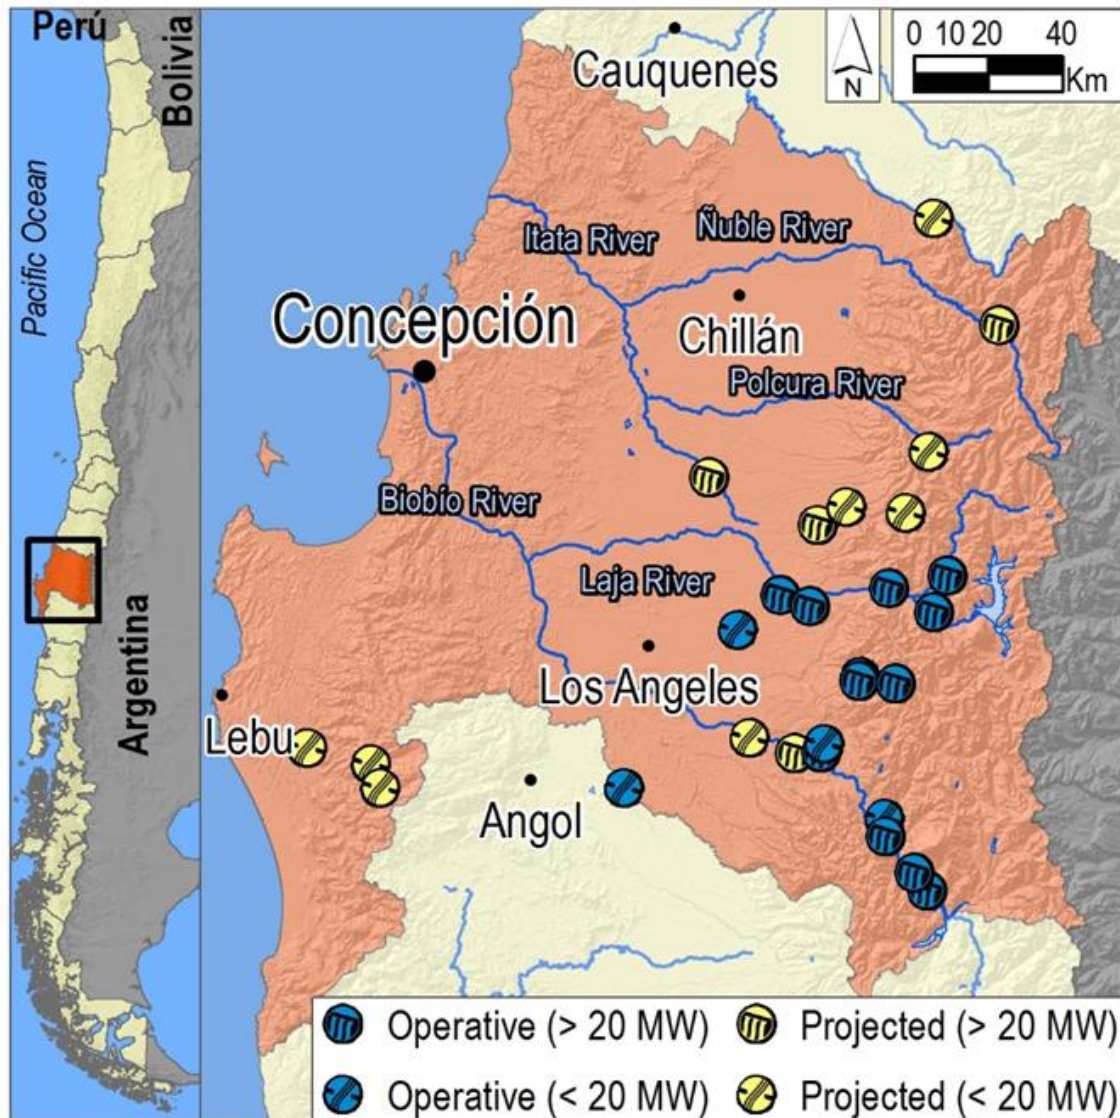 Perú
Bolivia
Pacific Ocean
Argentina
N
0 10 20 40
Km
Cauquenes
Itata River
Ñuble River
Concepción
Chillán
Polcura River
Biobío River
Laja River
Los Angeles
Lebu
Angol
Operative (> 20 MW)
Projected (> 20 MW)
Operative (< 20 MW)
Projected (< 20 MW)